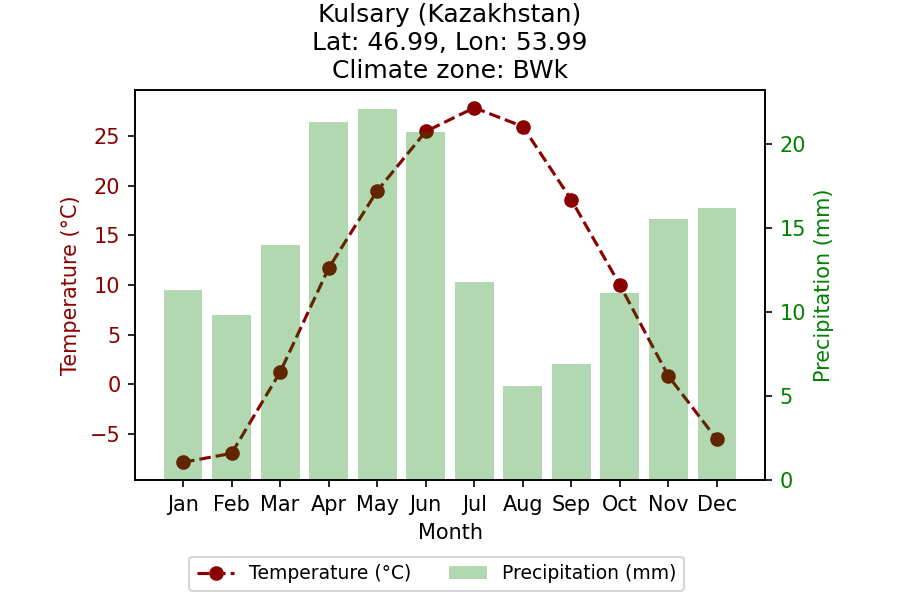 Kulsary (Kazakhstan)
Lat: 46.99, Lon: 53.99
Climate zone: BWk
Temperature (°C)
25
20
15
10
5
0
−5
20
15
10
5
0
Precipitation (mm)
Jan Feb Mar Apr May Jun Jul Aug Sep Oct Nov Dec
Month
Temperature (°C) Precipitation (mm)